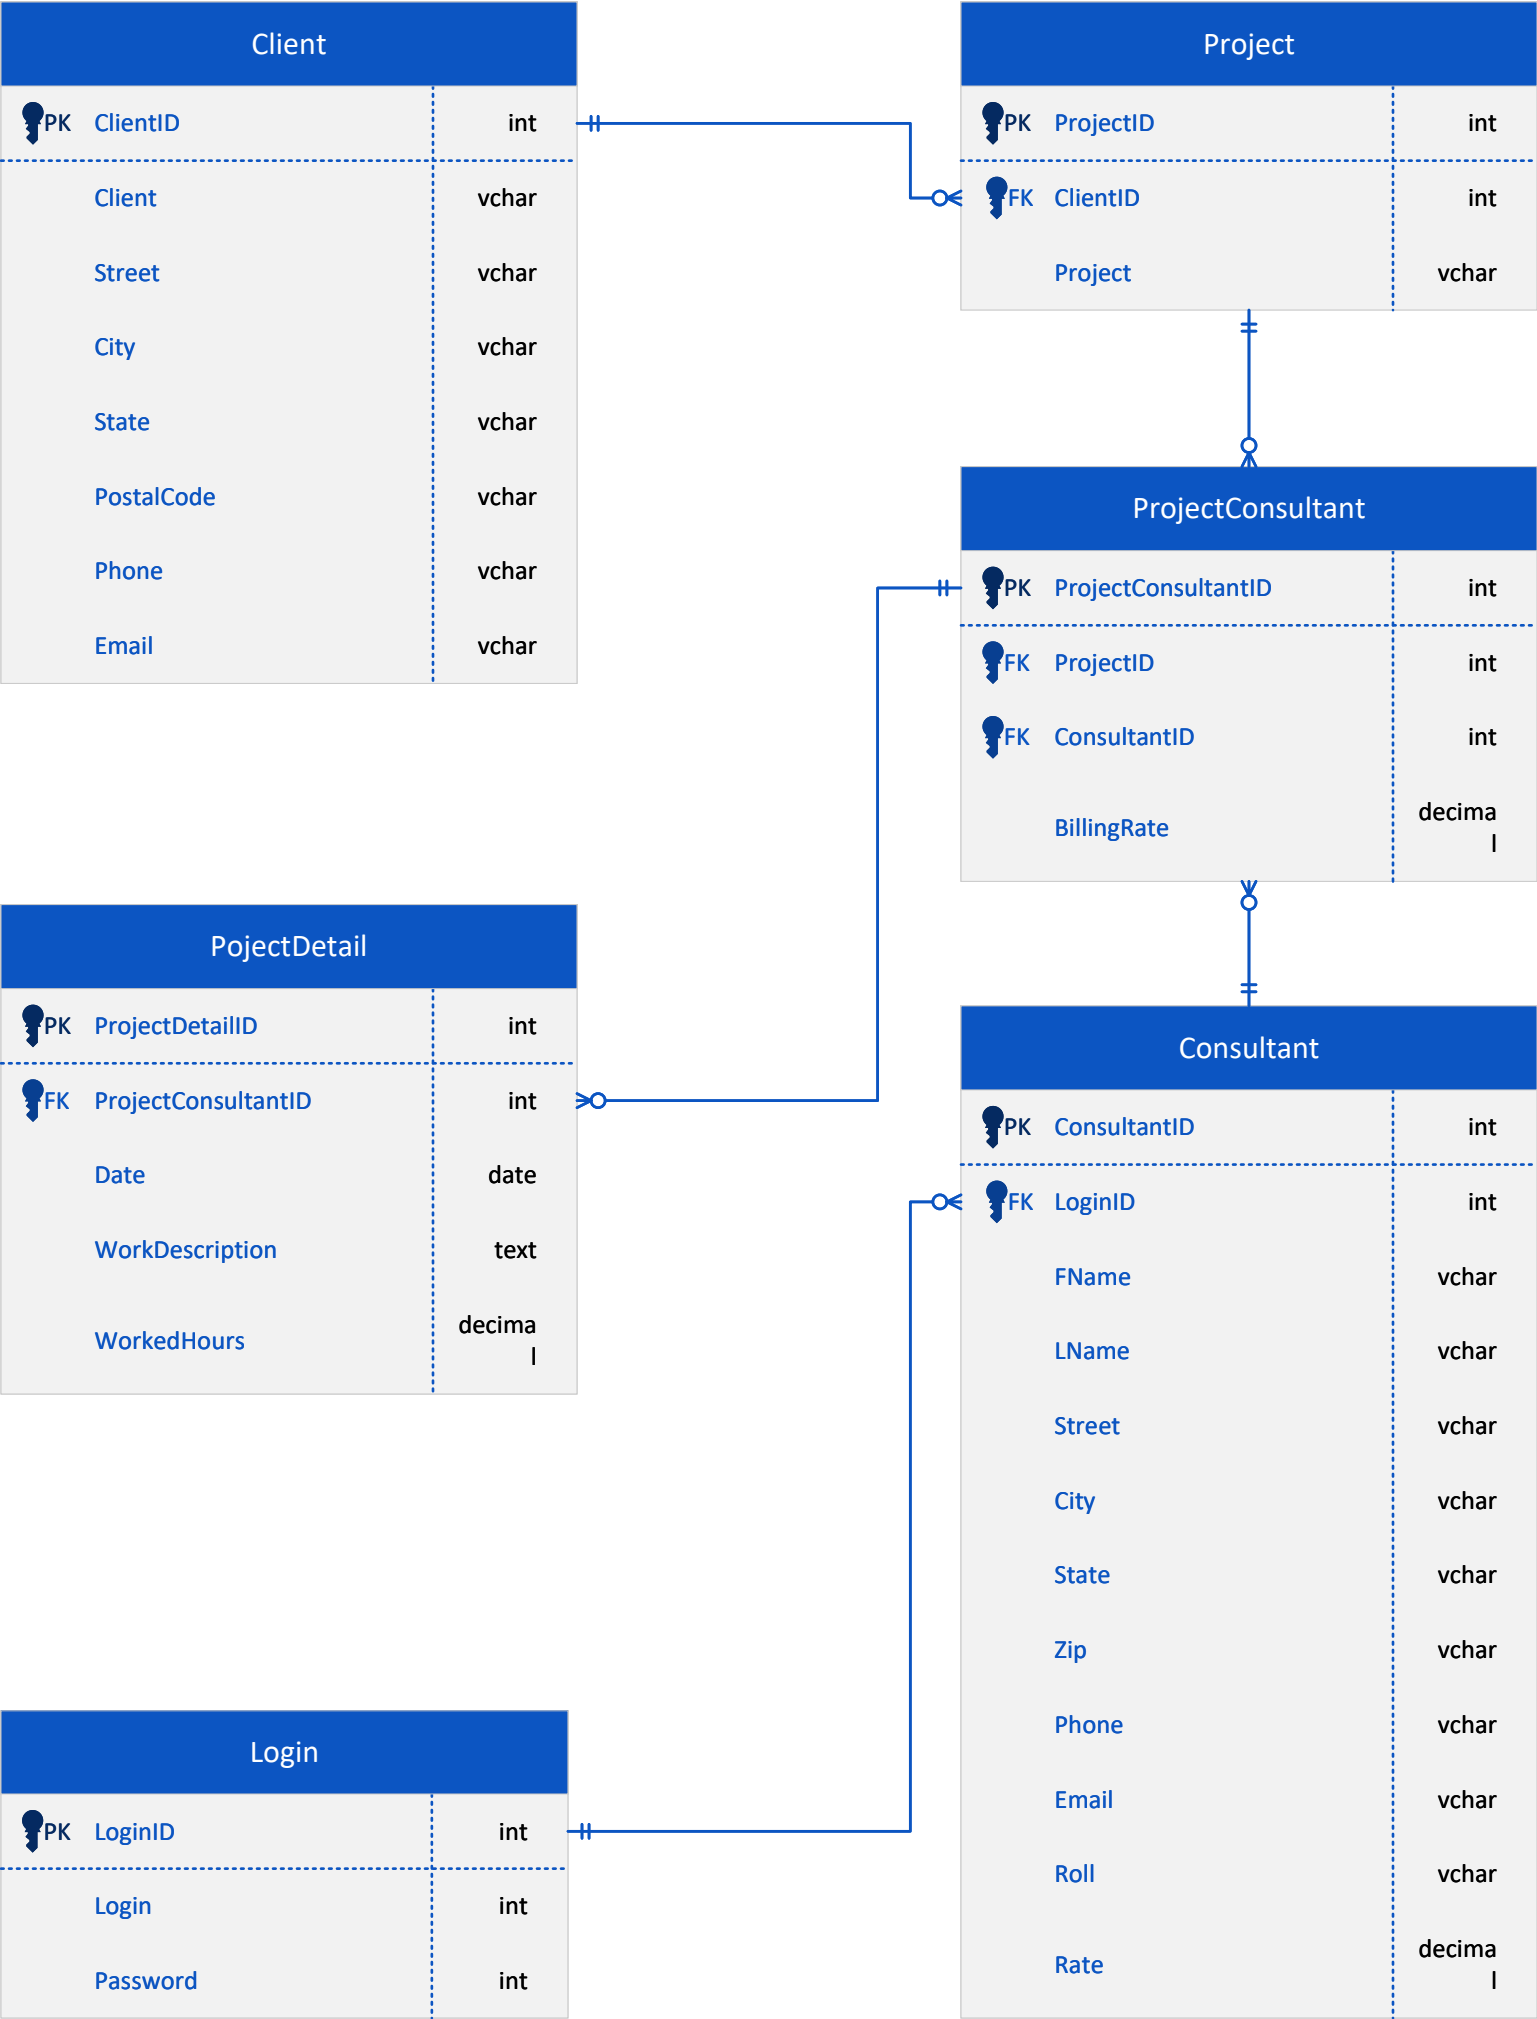 Client
PK ClientID int
Client vchar
Street vchar
City vchar
State vchar
PostalCode vchar
Phone vchar
Email vchar
Project
PK ProjectID int
FK ClientID int
Project vchar
ProjectConsultant
PK ProjectConsultantID int
FK ProjectID int
FK ConsultantID int
BillingRate decima
l
PojectDetail
PK ProjectDetailID int
FK ProjectConsultantID int
Date date
WorkDescription text
WorkedHours decima
l
Consultant
PK ConsultantID int
FK LoginID int
FName vchar
LName vchar
Street vchar
City vchar
State vchar
Zip vchar
Phone vchar
Email vchar
Roll vchar
Rate decima
l
Login
PK LoginID int
Login int
Password int